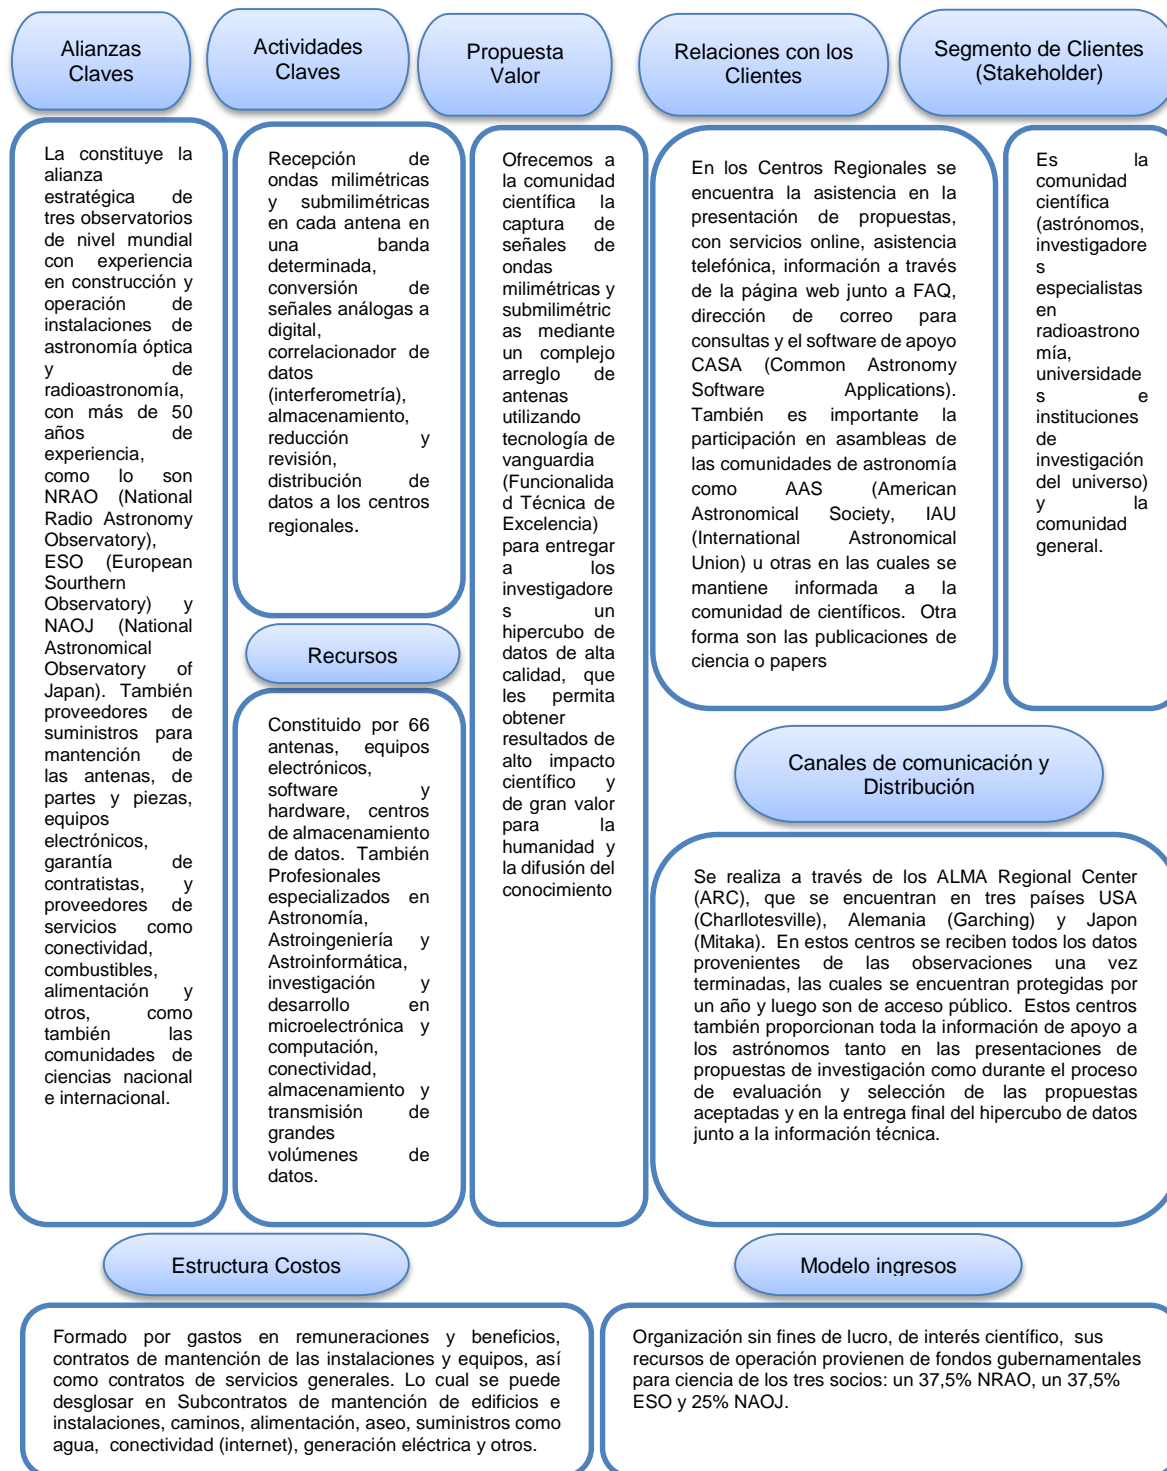 Alianzas
Claves
Actividades
Claves
Propuesta
Valor
Relaciones con los
Clientes
Segmento de Clientes
(Stakeholder)
La constituye la
alianza
estratégica de
tres observatorios
de nivel mundial
con experiencia
en construcción y
operación de
instalaciones de
astronomía óptica
y de
radioastronomía,
con más de 50
años de
experiencia,
como lo son
NRAO (National
Radio Astronomy
Observatory),
ESO (European
Sourthern
Observatory) y
NAOJ (National
Astronomical
Observatory of
Japan). También
proveedores de
suministros para
mantención de
las antenas, de
partes y piezas,
equipos
electrónicos,
garantía de
contratistas, y
proveedores de
servicios como
conectividad,
combustibles,
alimentación y
otros, como
también las
comunidades de
ciencias nacional
e internacional.
Recepción de
ondas milimétricas
y submilimétricas
en cada antena en
una banda
determinada,
conversión de
señales análogas a
digital,
correlacionador de
datos
(interferometría),
almacenamiento,
reducción y
revisión,
distribución de
datos a los centros
regionales.
Recursos
Constituido por 66
antenas, equipos
electrónicos,
software y
hardware, centros
de almacenamiento
de datos. También
Profesionales
especializados en
Astronomía,
Astroingeniería y
Astroinformática,
investigación y
desarrollo en
microelectrónica y
computación,
conectividad,
almacenamiento y
transmisión de
grandes
volúmenes de
datos.
Ofrecemos a
la comunidad
científica la
captura de
señales de
ondas
milimétricas y
submilimétric
as mediante
un complejo
arreglo de
antenas
utilizando
tecnología de
vanguardia
(Funcionalida
d Técnica de
Excelencia)
para entregar
a los
investigadore
s un
hipercubo de
datos de alta
calidad, que
les permita
obtener
resultados de
alto impacto
científico y
de gran valor
para la
humanidad y
la difusión del
conocimiento
En los Centros Regionales se
encuentra la asistencia en la
presentación de propuestas,
con servicios online, asistencia
telefónica, información a través
de la página web junto a FAQ,
dirección de correo para
consultas y el software de apoyo
CASA (Common Astronomy
Software Applications).
También es importante la
participación en asambleas de
las comunidades de astronomía
como AAS (American
Astronomical Society, IAU
(International Astronomical
Union) u otras en las cuales se
mantiene informada a la
comunidad de científicos. Otra
forma son las publicaciones de
ciencia o papers
Es la
comunidad
científica
(astrónomos,
investigadore
s
especialistas
en
radioastrono
mía,
universidade
s e
instituciones
de
investigación
del universo)
y la
comunidad
general.
Canales de comunicación y
Distribución
Se realiza a través de los ALMA Regional Center
(ARC), que se encuentran en tres países USA
(Charllotesville), Alemania (Garching) y Japon
(Mitaka). En estos centros se reciben todos los datos
provenientes de las observaciones una vez
terminadas, las cuales se encuentran protegidas por
un año y luego son de acceso público. Estos centros
también proporcionan toda la información de apoyo a
los astrónomos tanto en las presentaciones de
propuestas de investigación como durante el proceso
de evaluación y selección de las propuestas
aceptadas y en la entrega final del hipercubo de datos
junto a la información técnica.
Estructura Costos
Formado por gastos en remuneraciones y beneficios,
contratos de mantención de las instalaciones y equipos, así
como contratos de servicios generales. Lo cual se puede
desglosar en Subcontratos de mantención de edificios e
instalaciones, caminos, alimentación, aseo, suministros como
agua, conectividad (internet), generación eléctrica y otros.
Modelo ingresos
Organización sin fines de lucro, de interés científico, sus
recursos de operación provienen de fondos gubernamentales
para ciencia de los tres socios: un 37,5% NRAO, un 37,5%
ESO y 25% NAOJ.